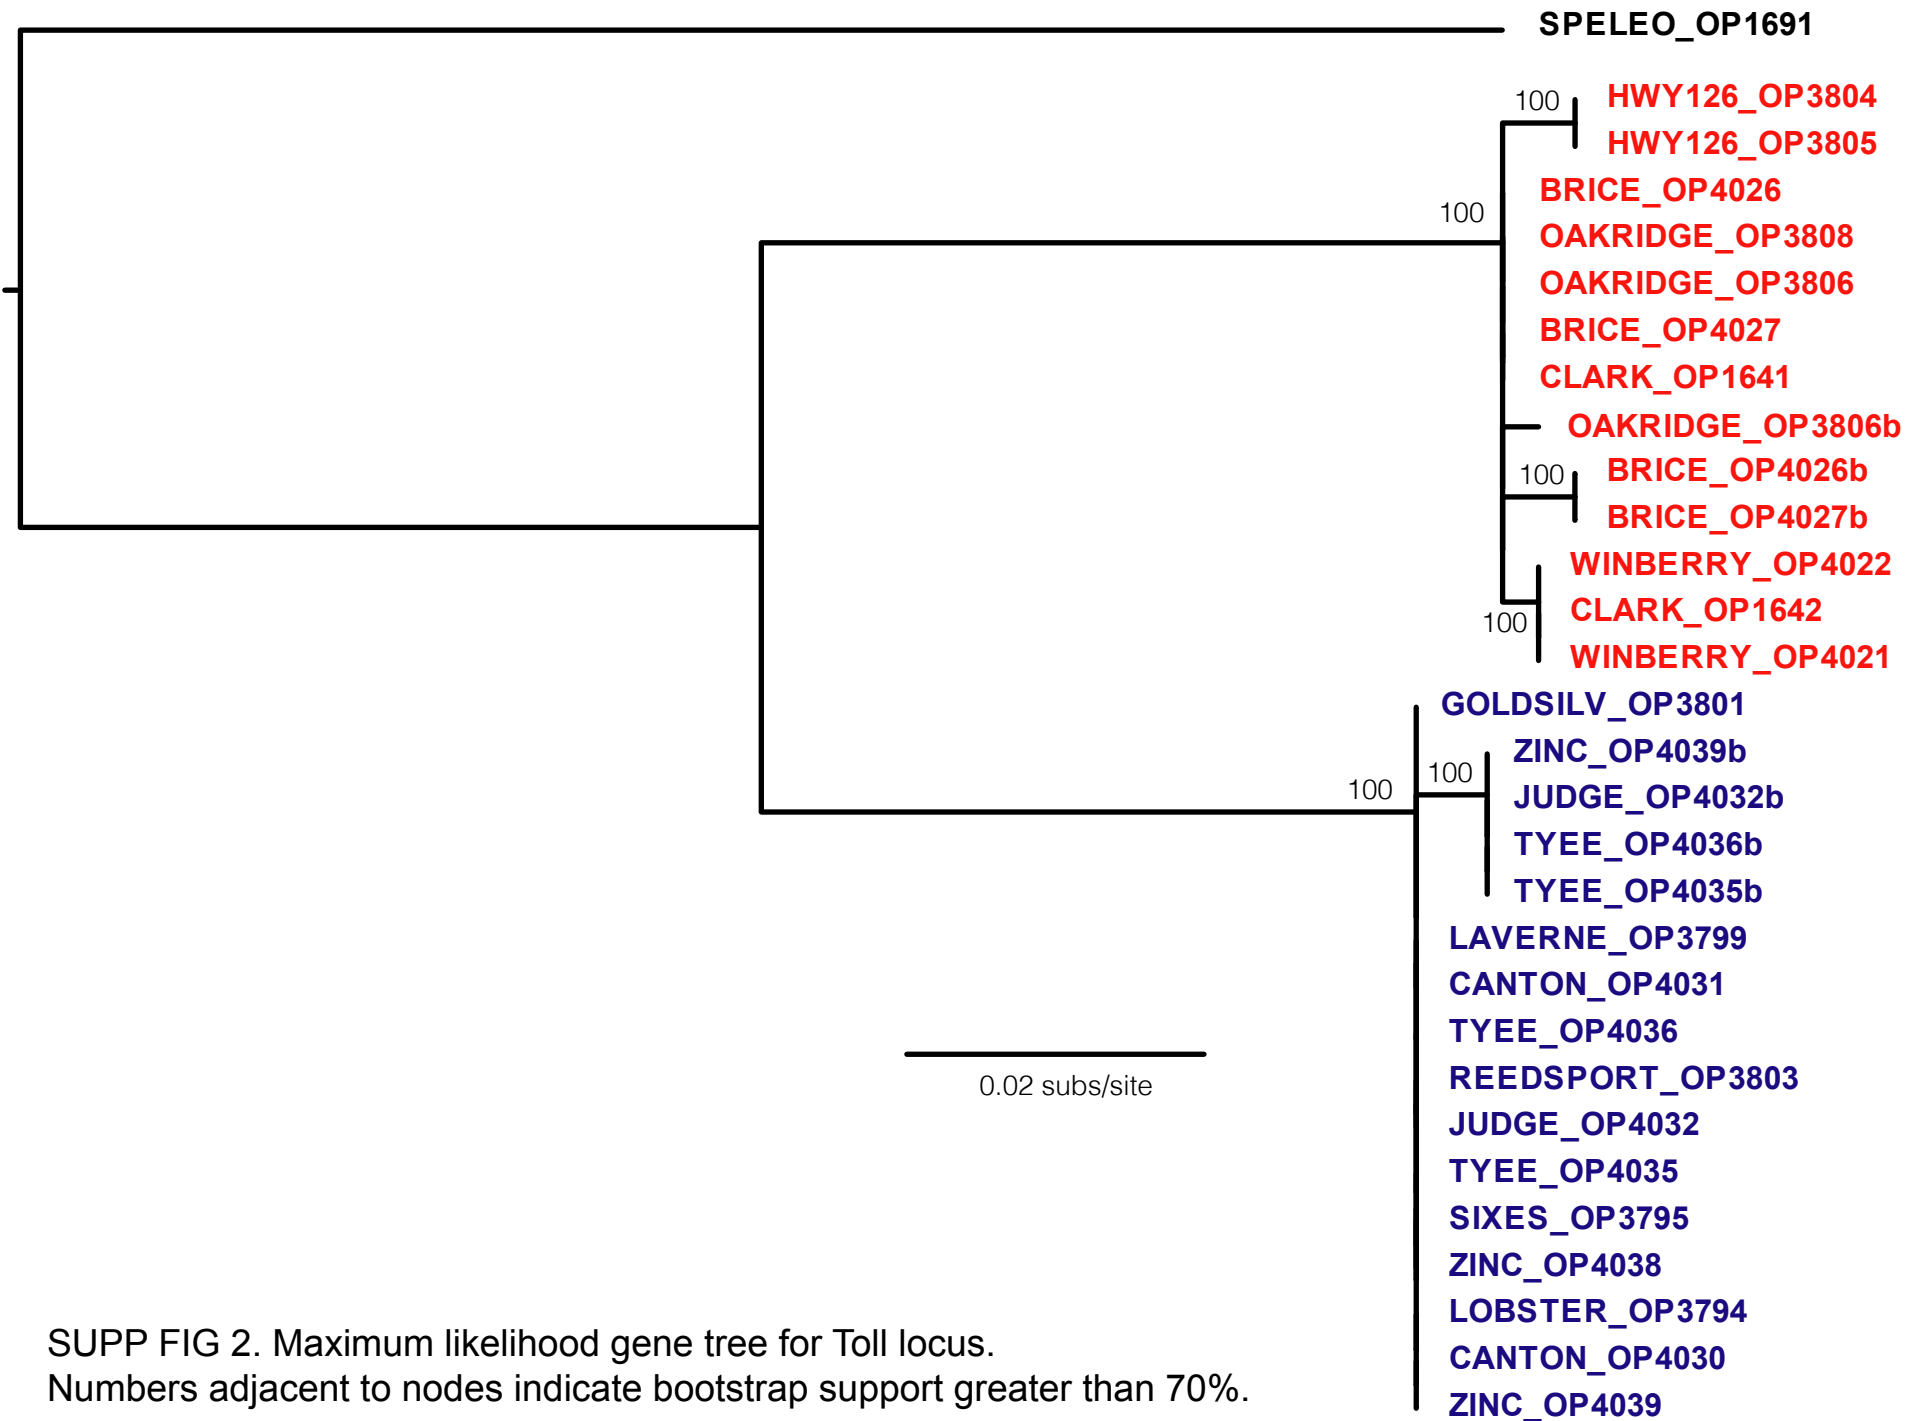 SPELEO_OP1691
100
HWY126_OP3804
HWY126_OP3805
BRICE_OP4026
100
OAKRIDGE_OP3808
OAKRIDGE_OP3806
BRICE_OP4027
CLARK_OP1641
OAKRIDGE_OP3806b
100
BRICE_OP4026b
BRICE_OP4027b
WINBERRY_OP4022
CLARK_OP1642
100
WINBERRY_OP4021
GOLDSILV_OP3801
ZINC_OP4039b
100
100
JUDGE_OP4032b
TYEE_OP4036b
TYEE_OP4035b
LAVERNE_OP3799
CANTON_OP4031
TYEE_OP4036
REEDSPORT_OP3803
0.02 subs/site
JUDGE_OP4032
TYEE_OP4035
SIXES_OP3795
ZINC_OP4038
LOBSTER_OP3794
CANTON_OP4030
ZINC_OP4039
SUPP FIG 2. Maximum likelihood gene tree for Toll locus.
Numbers adjacent to nodes indicate bootstrap support greater than 70%.